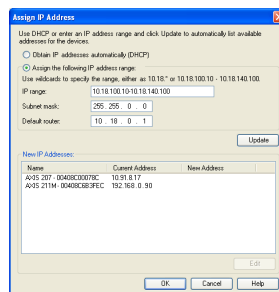 Assign IP Address
Use DHCP or enter an IP address range and click Update to automatically list available
addresses for the devices.
Obtain IP addresses automatically (DHCP)
Assign the following IP address range:
Use wildcards to specify the range, either as 10.18.* or 10.18.100.10 - 10.18.140.100.
IP range: 10.18.100.10-10.18.140.100
Subnet mask: 255 . 255 . 0 . 0
Default router: 10 . 18 . 0 . 1
Update
New IP Addresses:
Name Current Address New Address
AXIS 207 - 00408C00078C 10.91.8.17
AXIS 211M - 00408C6B3FEC 192.168.0.90
Edit
OK Cancel Help